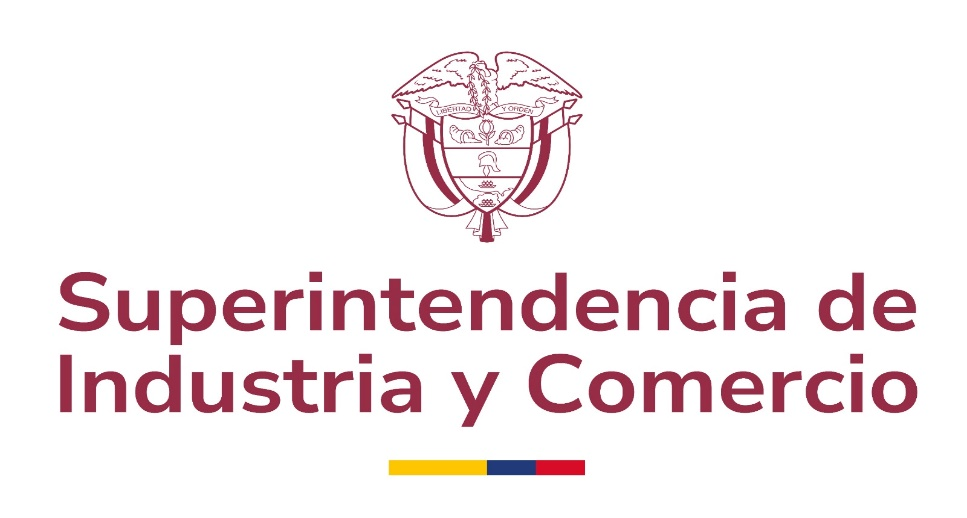 LIBERTAD Y ORDEN
Superintendencia de
Industria y Comercio